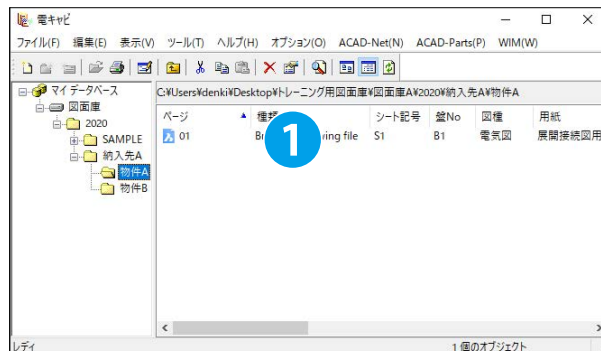 電キャビ
ファイル(F) 編集(E) 表示(V) ツール(T) ヘルプ(H) オプション(O) ACAD-Net(N) ACAD-Parts(P) WIM(W)
マイ データベース
図面庫
2020
SAMPLE
納入先A
物件A
物件B
C:¥Users¥denki¥Desktop¥トレーニング用図面庫¥図面庫A¥2020¥納入先A¥物件A
ページ シート記号 盤No 図種 用紙
01 file S1 B1 電気図 展開接続図用
1
レディ 1 個のオブジェクト